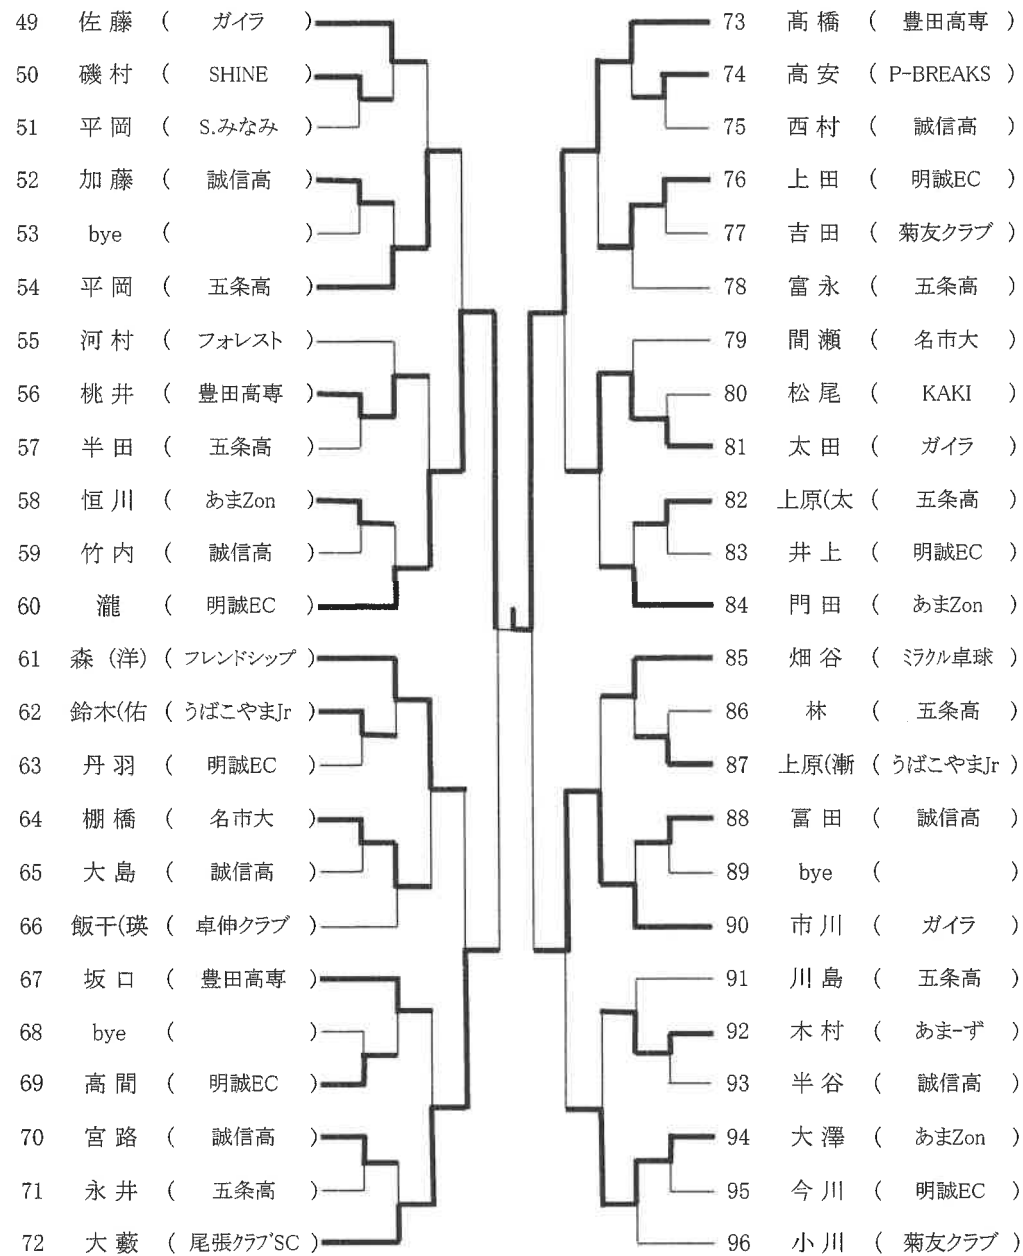 49 佐藤 ( ガイラ )
50 磯村 ( SHINE )
51 平岡 ( S.みなみ )
52 加藤 ( 誠信高 )
53 bye ( )
54 平岡 ( 五条高 )
55 河村 ( フォレスト )
56 桃井 ( 豊田高専 )
57 半田 ( 五条高 )
58 恒川 ( あまZon )
59 竹内 ( 誠信高 )
60 瀧 ( 明誠EC )
61 森 (洋) ( フレンドシップ )
62 鈴木(佑 ( うばこやまJr )
63 丹羽 ( 明誠EC )
64 棚橋 ( 名市大 )
65 大島 ( 誠信高 )
66 飯干(瑛 ( 卓伸クラブ )
67 坂口 ( 豊田高専 )
68 bye ( )
69 高間 ( 明誠EC )
70 宮路 ( 誠信高 )
71 永井 ( 五条高 )
72 大藪 ( 尾張クラブSC )
73 髙橋 ( 豊田高専 )
74 高安 ( P-BREAKS )
75 西村 ( 誠信高 )
76 上田 ( 明誠EC )
77 吉田 ( 菊友クラブ )
78 富永 ( 五条高 )
79 間瀬 ( 名市大 )
80 松尾 ( KAKI )
81 太田 ( ガイラ )
82 上原(太 ( 五条高 )
83 井上 ( 明誠EC )
84 門田 ( あまZon )
85 畑谷 ( ミラクル卓球 )
86 林 ( 五条高 )
87 上原(漸 ( うばこやまJr )
88 冨田 ( 誠信高 )
89 bye ( )
90 市川 ( ガイラ )
91 川島 ( 五条高 )
92 木村 ( あまーず )
93 半谷 ( 誠信高 )
94 大澤 ( あまZon )
95 今川 ( 明誠EC )
96 小川 ( 菊友クラブ )